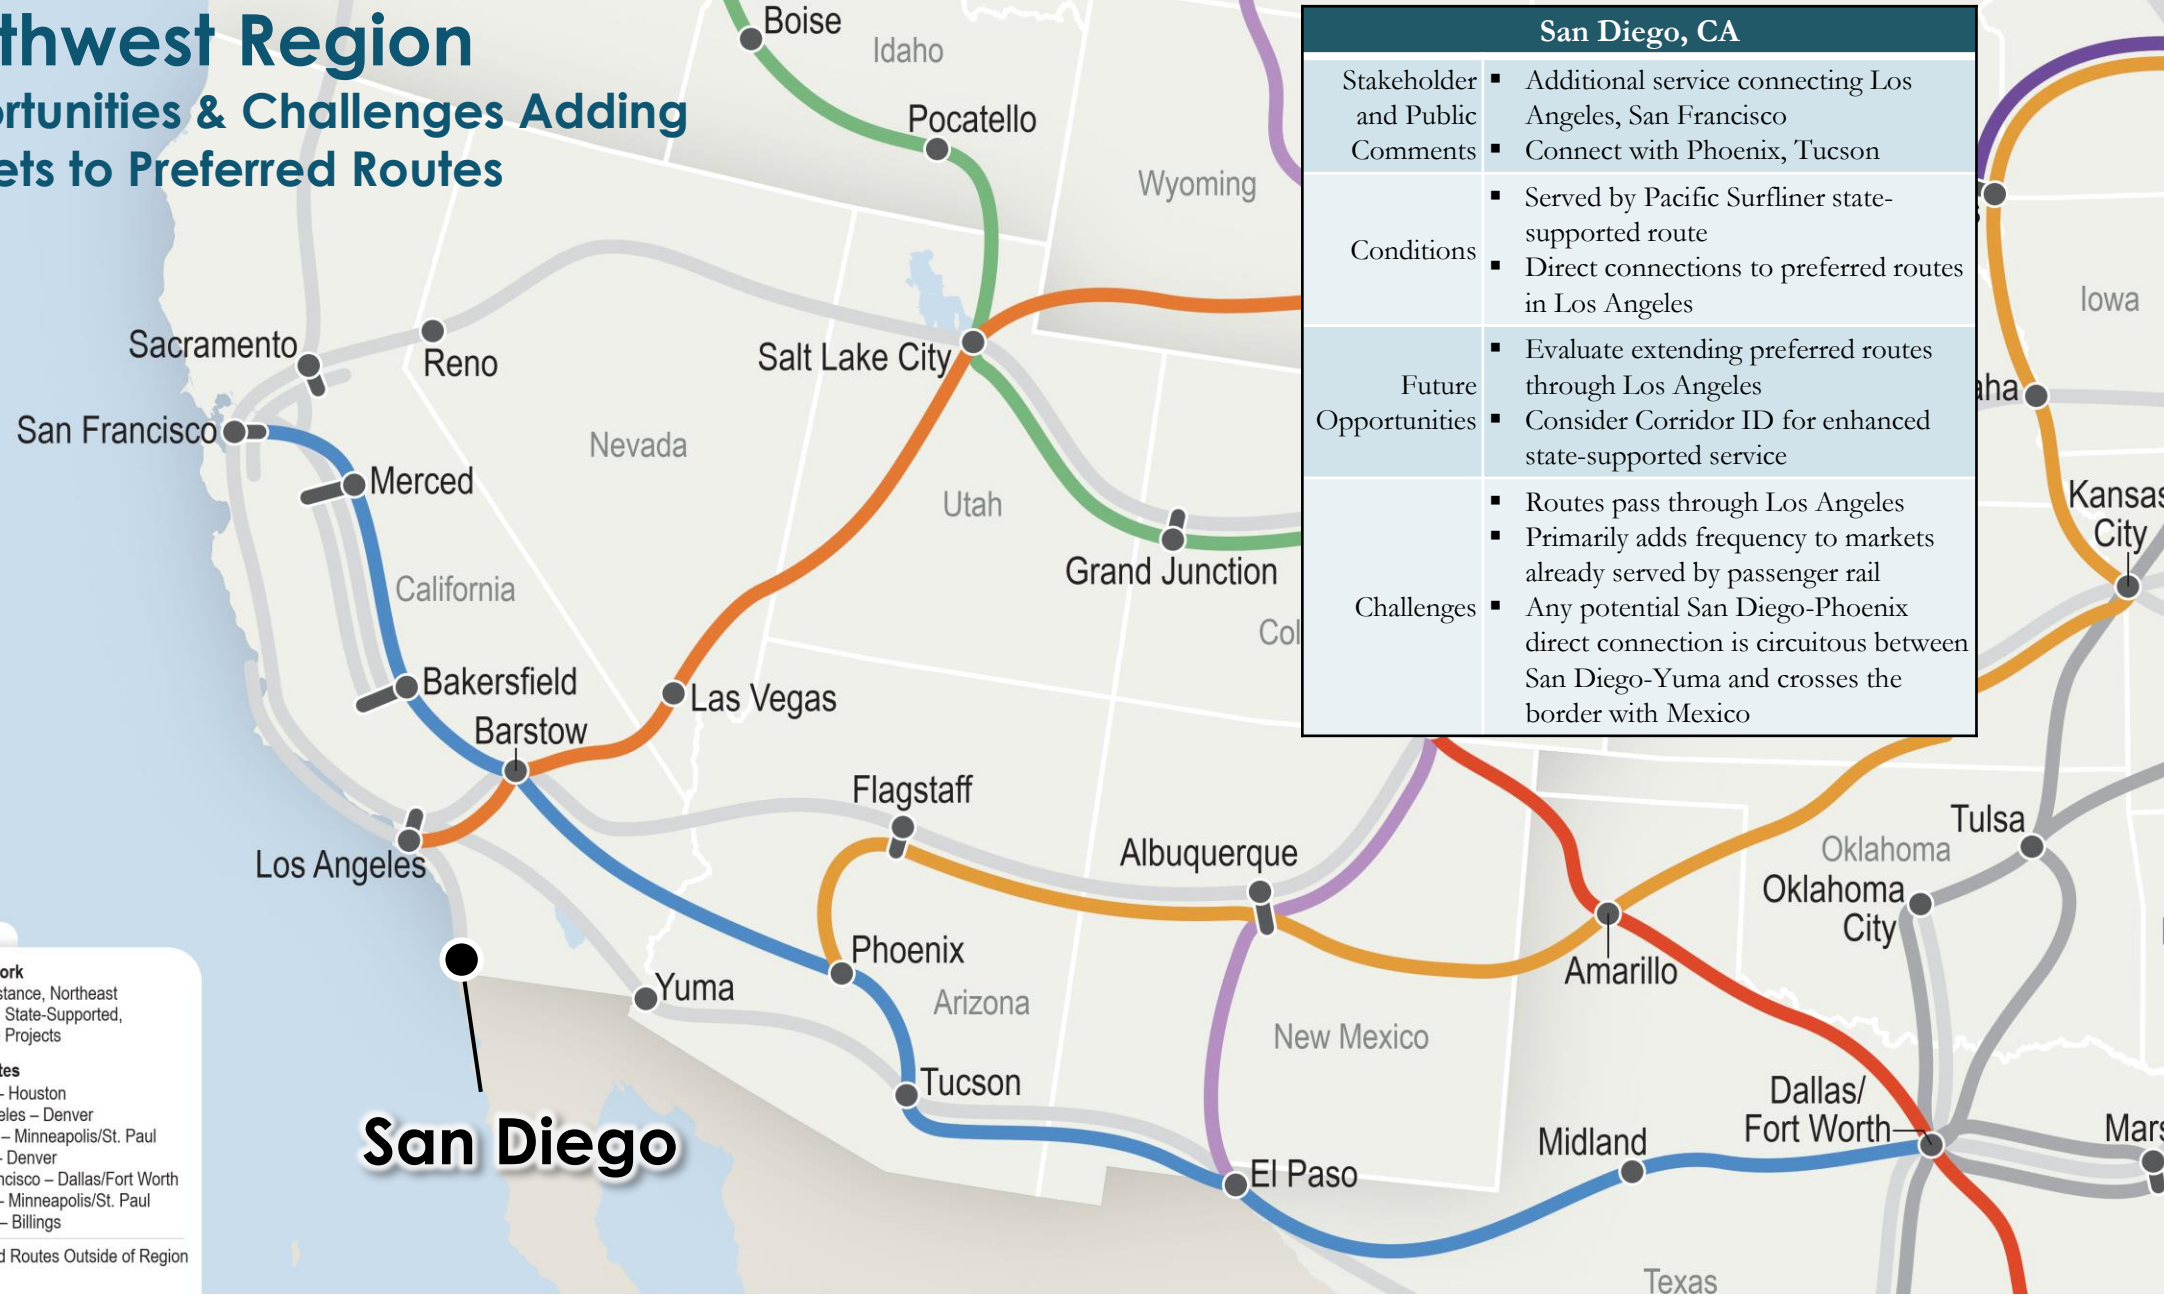 thwest Region
ortunities & Challenges Adding
ets to Preferred Routes
San Diego, CA
Stakeholder and Public Comments
▪ Additional service connecting Los
Angeles, San Francisco
▪ Connect with Phoenix, Tucson
Conditions
▪ Served by Pacific Surfliner state-
supported route
▪ Direct connections to preferred routes
in Los Angeles
Future
Opportunities
▪ Evaluate extending preferred routes
through Los Angeles
▪ Consider Corridor ID for enhanced
state-supported service
Challenges
▪ Routes pass through Los Angeles
▪ Primarily adds frequency to markets
already served by passenger rail
▪ Any potential San Diego-Phoenix
direct connection is circuitous between
San Diego-Yuma and crosses the
border with Mexico
Boise
Idaho
Pocatello
Wyoming
Iowa
Sacramento
Reno
Salt Lake City
aha
San Francisco
Nevada
Merced
Utah
Kansas
City
Grand Junction
California
Col
Bakersfield
Las Vegas
Barstow
Flagstaff
Tulsa
Los Angeles
Albuquerque
Oklahoma
Oklahoma
City
Phoenix
Amarillo
Yuma
Arizona
New Mexico
Tucson
Dallas/
Fort Worth
San Diego
Midland
Mars
El Paso
Texas
ork
stance, Northeast
State-Supported,
Projects
tes
– Houston
eles – Denver
– Minneapolis/St. Paul
– Denver
ncisco – Dallas/Fort Worth
– Minneapolis/St. Paul
– Billings
d Routes Outside of Region